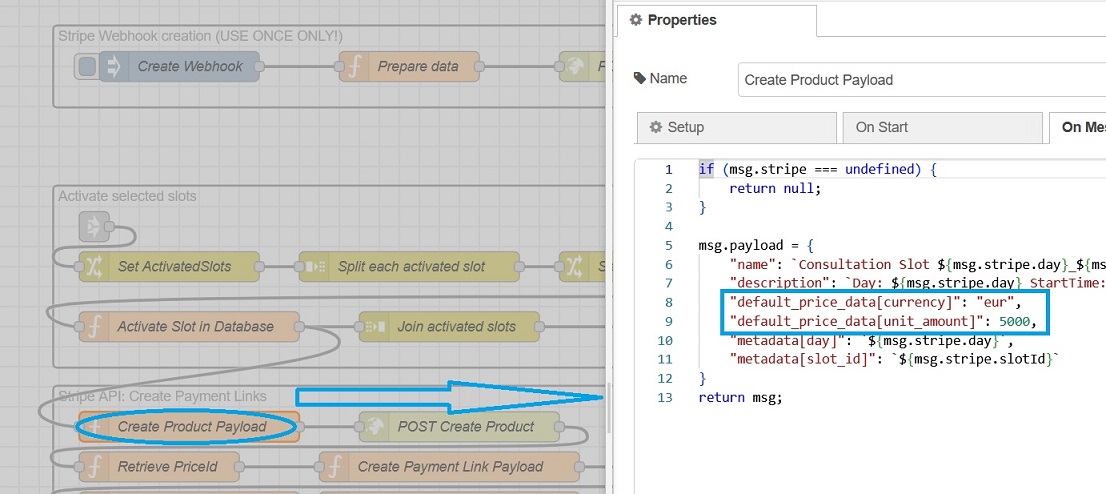 Stripe Webhook creation (USE ONCE ONLY!)
Create Webhook
Prepare data
Activate selected slots
Set ActivatedSlots
Split each activated slot
Activate Slot in Database
Join activated slots
Stripe API: Create Payment Links
Create Product Payload
POST Create Product
Retrieve PriceId
Create Payment Link Payload
Properties
Name
Create Product Payload
Setup
On Start
On Mes
1 if (msg.stripe === undefined) {
2 return null;
3 }
4
5 msg.payload = {
6 "name": `Consultation Slot ${msg.stripe.day}_${ms
7 "description": `Day: ${msg.stripe.day} StartTime:
8 "default_price_data[currency]": "eur",
9 "default_price_data[unit_amount]": 5000,
10 "metadata[day]": `${msg.stripe.day}`,
11 "metadata[slot_id]": `${msg.stripe.slotId}`
12 }
13 return msg;